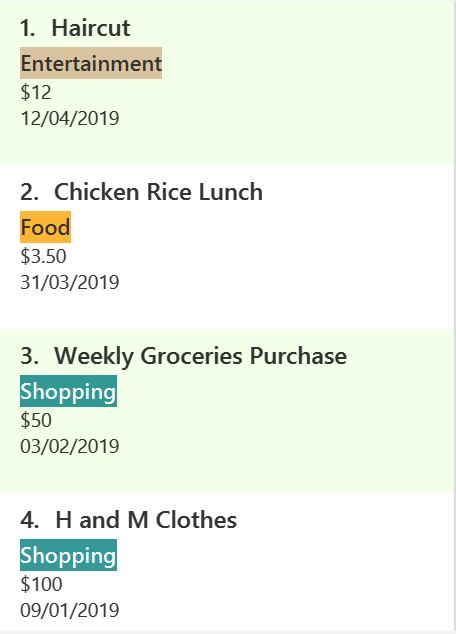 1. Haircut
Entertainment
$12
12/04/2019
2. Chicken Rice Lunch
Food
$3.50
31/03/2019
3. Weekly Groceries Purchase
Shopping
$50
03/02/2019
4. H and M Clothes
Shopping
$100
09/01/2019